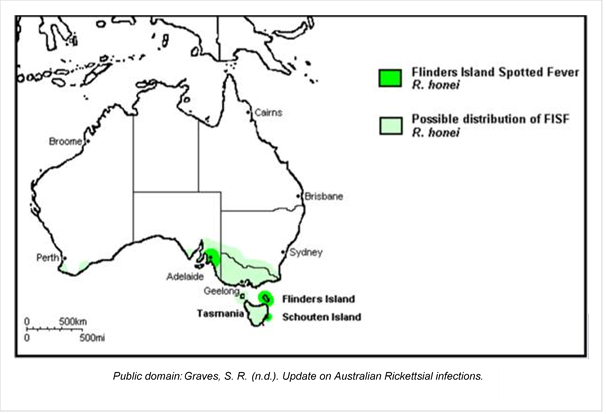 Flinders Island Spotted Fever
R. honei
Possible distribution of FISF
R. honei
Cairns
Broome
Brisbane
Perth
Sydney
Adelaide
Geelong
Flinders Island
Tasmania
Schouten Island
0 500km
0 500mi
Public domain: Graves, S. R. (n.d.). Update on Australian Rickettsial infections.